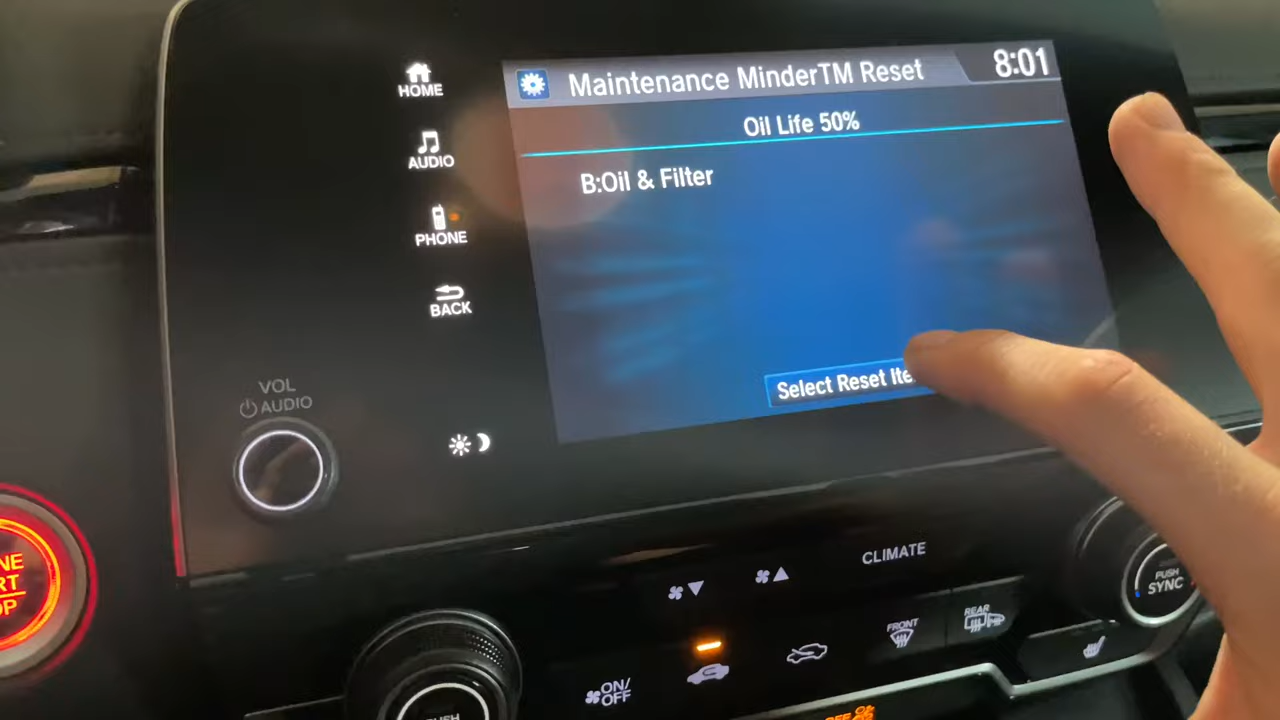 Maintenance MinderTM Reset
8:01
Oil Life 50%
B:Oil & Filter
Select Reset
HOME
AUDIO
PHONE
BACK
VOL
AUDIO
CLIMATE
PUSH
SYNC
FRONT
REAR
ON/
OFF